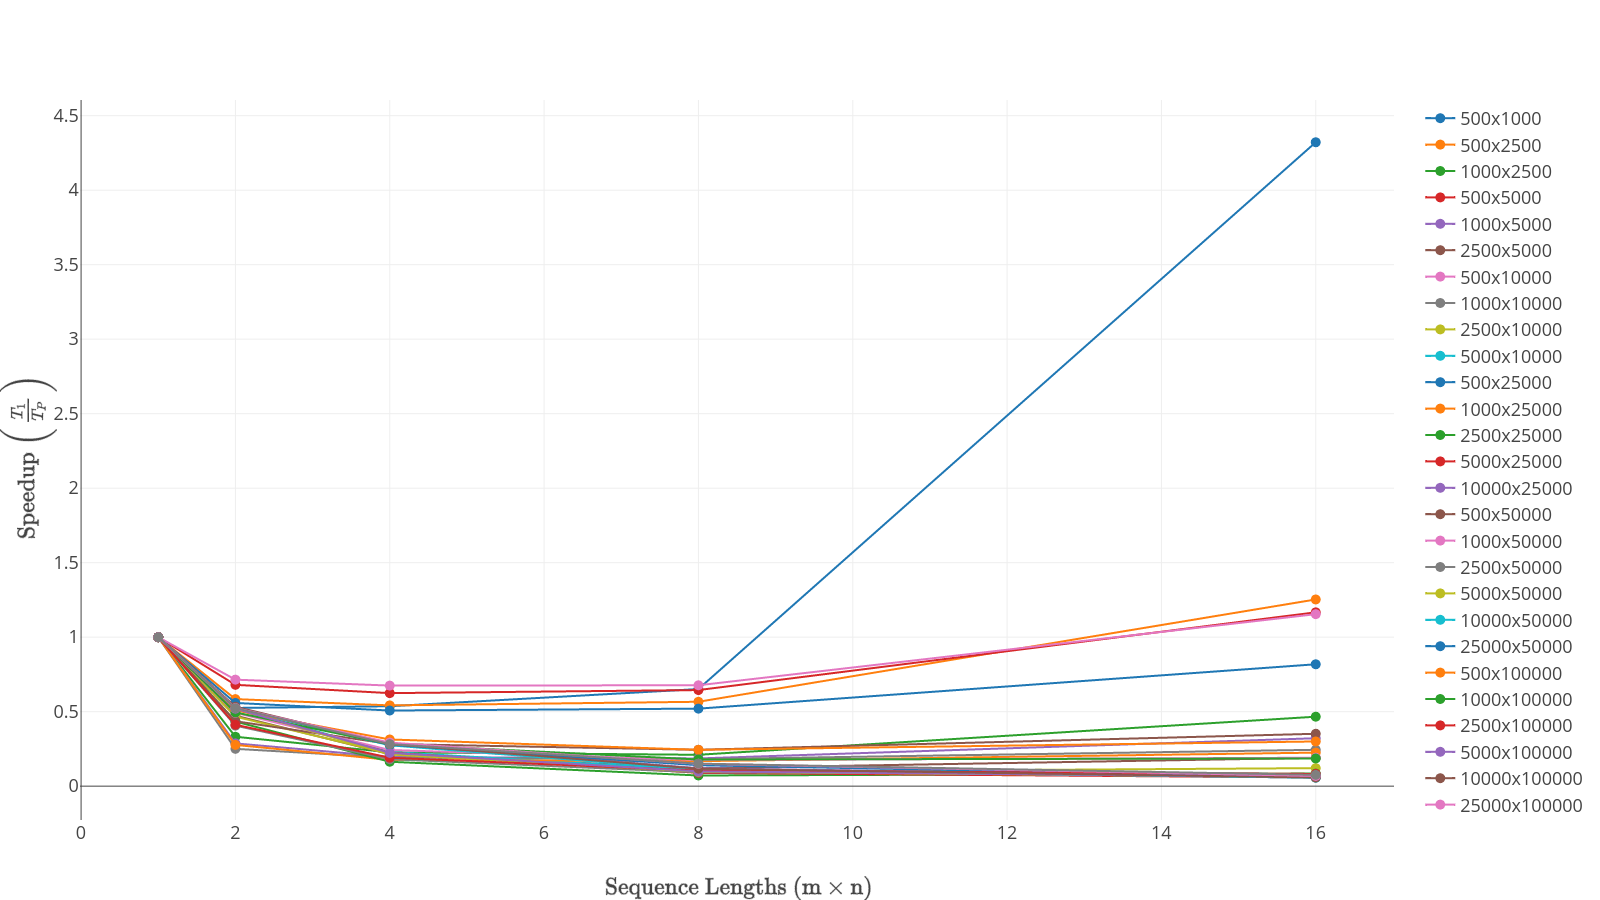 4.5
4
3.5
3
2.5
2
1.5
1
0.5
0
Speedup (T1/TP)
0 2 4 6 8 10 12 14 16
Sequence Lengths (m × n)
500x1000
500x2500
1000x2500
500x5000
1000x5000
2500x5000
500x10000
1000x10000
2500x10000
5000x10000
500x25000
1000x25000
2500x25000
5000x25000
10000x25000
500x50000
1000x50000
2500x50000
5000x50000
10000x50000
25000x50000
500x100000
1000x100000
2500x100000
5000x100000
10000x100000
25000x100000